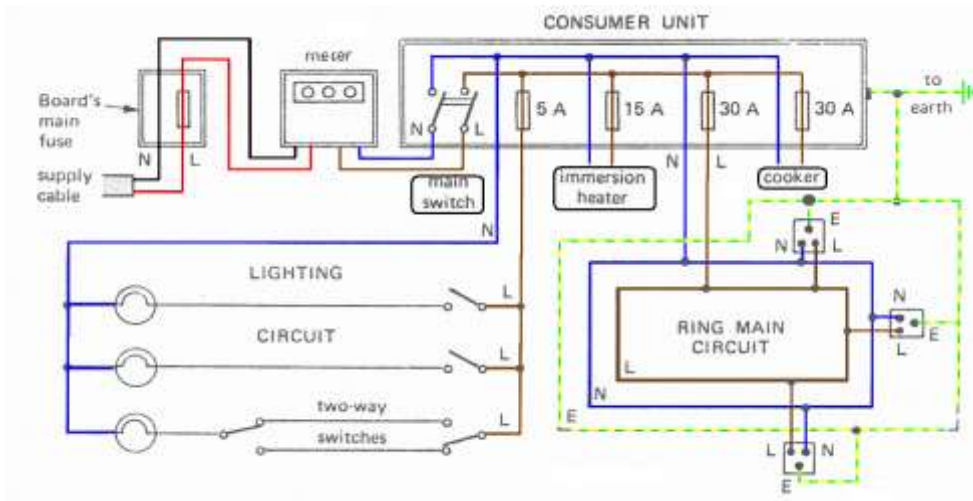 CONSUMER UNIT
meter
Board's
main
fuse
N
L
supply
cable
N
L
5 A
15 A
30 A
30 A
to
earth
main
switch
immersion
heater
N
L
cooker
N
E
N
L
LIGHTING
L
CIRCUIT
L
two-way
switches
L
RING MAIN
CIRCUIT
L
N
E
N
E
L
L
N
E